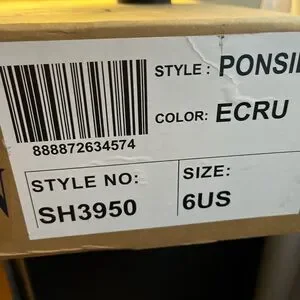 STYLE : PONSI
COLOR: ECRU
888872634574
STYLE NO: SIZE:
SH3950 6US